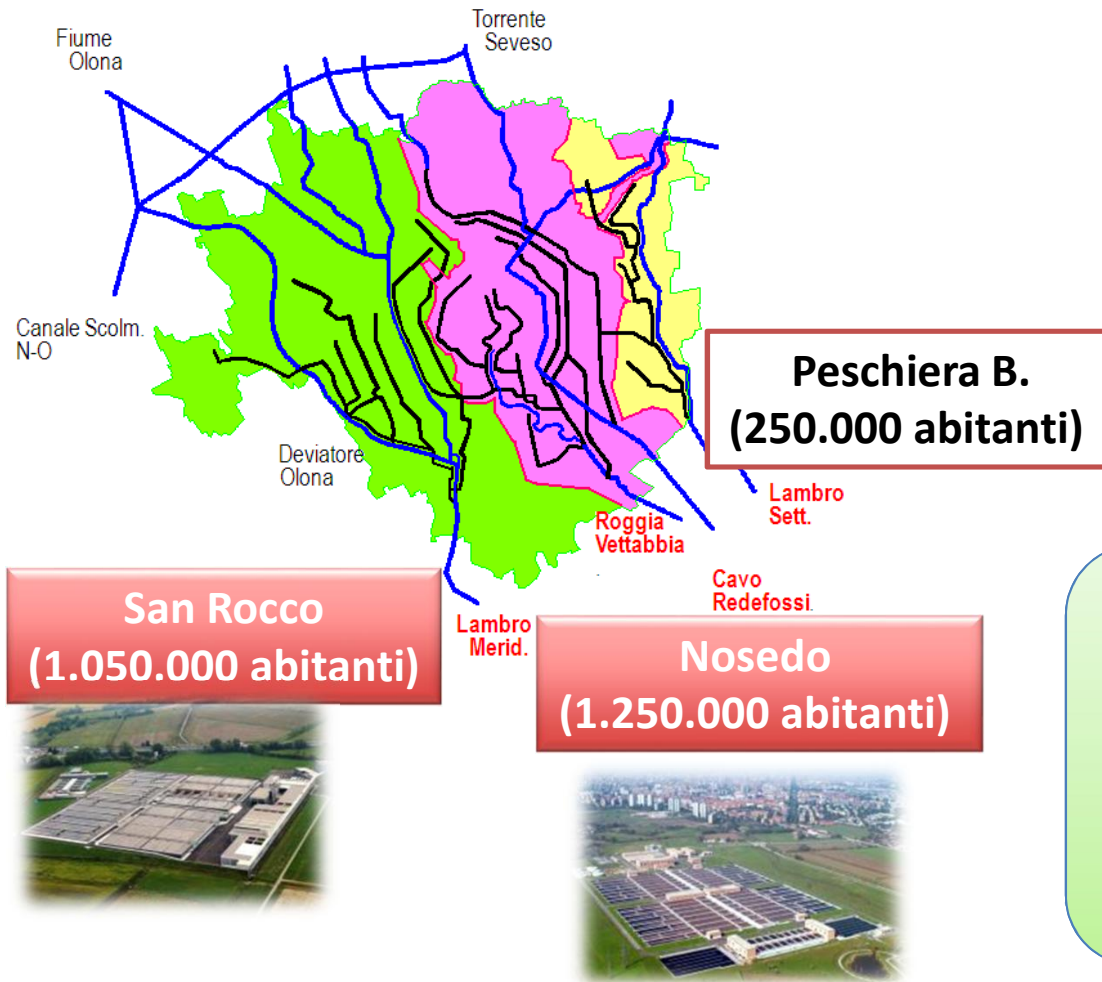 Fiume
Olona
Torrente
Seveso
Canale Scolm.
N-O
Peschiera B.
(250.000 abitanti)
Deviatore
Olona
Lambro
Sett.
Roggia
Vettabbia
Cavo
Redefossi.
San Rocco
(1.050.000 abitanti)
Lambro
Merid.
Nosedo
(1.250.000 abitanti)